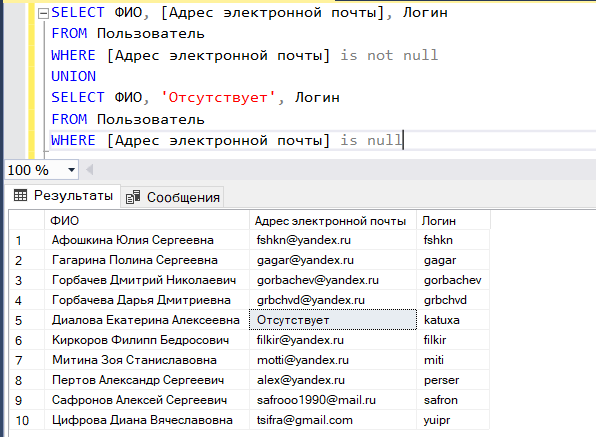 SELECT ФИО, [Адрес электронной почты], Логин
FROM Пользователь
WHERE [Адрес электронной почты] is not null
UNION
SELECT ФИО, 'Отсутствует', Логин
FROM Пользователь
WHERE [Адрес электронной почты] is null
100 %
Результаты Сообщения
ФИО Адрес электронной почты Логин
1 Афошкина Юлия Сергеевна fshkn@yandex.ru fshkn
2 Гагарина Полина Сергеевна gagar@yandex.ru gagar
3 Горбачев Дмитрий Николаевич gorbachev@yandex.ru gorbachev
4 Горбачева Дарья Дмитриевна grbchvd@yandex.ru grbchvd
5 Диалова Екатерина Алексеевна Отсутствует katuxa
6 Киркоров Филипп Бедросович filkir@yandex.ru filkir
7 Митина Зоя Станиславовна motti@yandex.ru miti
8 Пертов Александр Сергеевич alex@yandex.ru perser
9 Сафронов Алексей Сергеевич safrooo1990@mail.ru safron
10 Цифрова Диана Вячеславовна tsifra@gmail.com yuipr